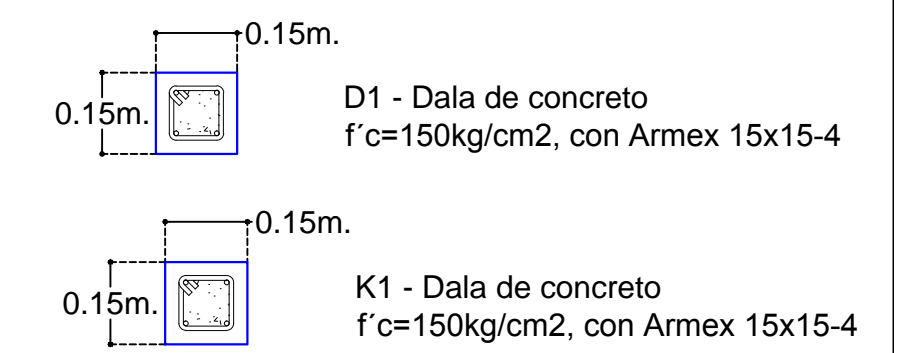 0.15m.
0.15m.
D1 - Dala de concreto
f´c=150kg/cm2, con Armex 15x15-4
0.15m.
0.15m.
K1 - Dala de concreto
f´c=150kg/cm2, con Armex 15x15-4